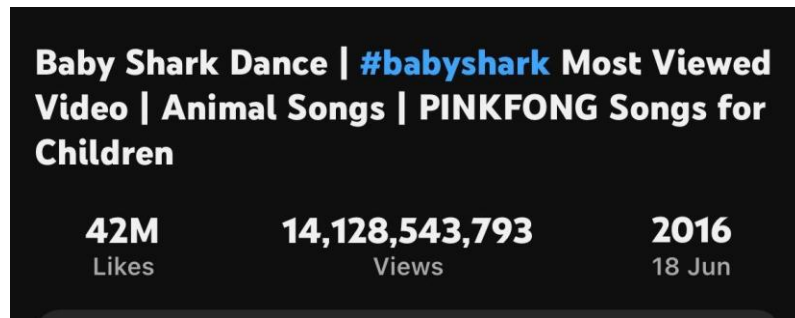 Baby Shark Dance | #babyshark Most Viewed
Video | Animal Songs | PINKFONG Songs for
Children
42M 14,128,543,793 2016
Likes Views 18 Jun